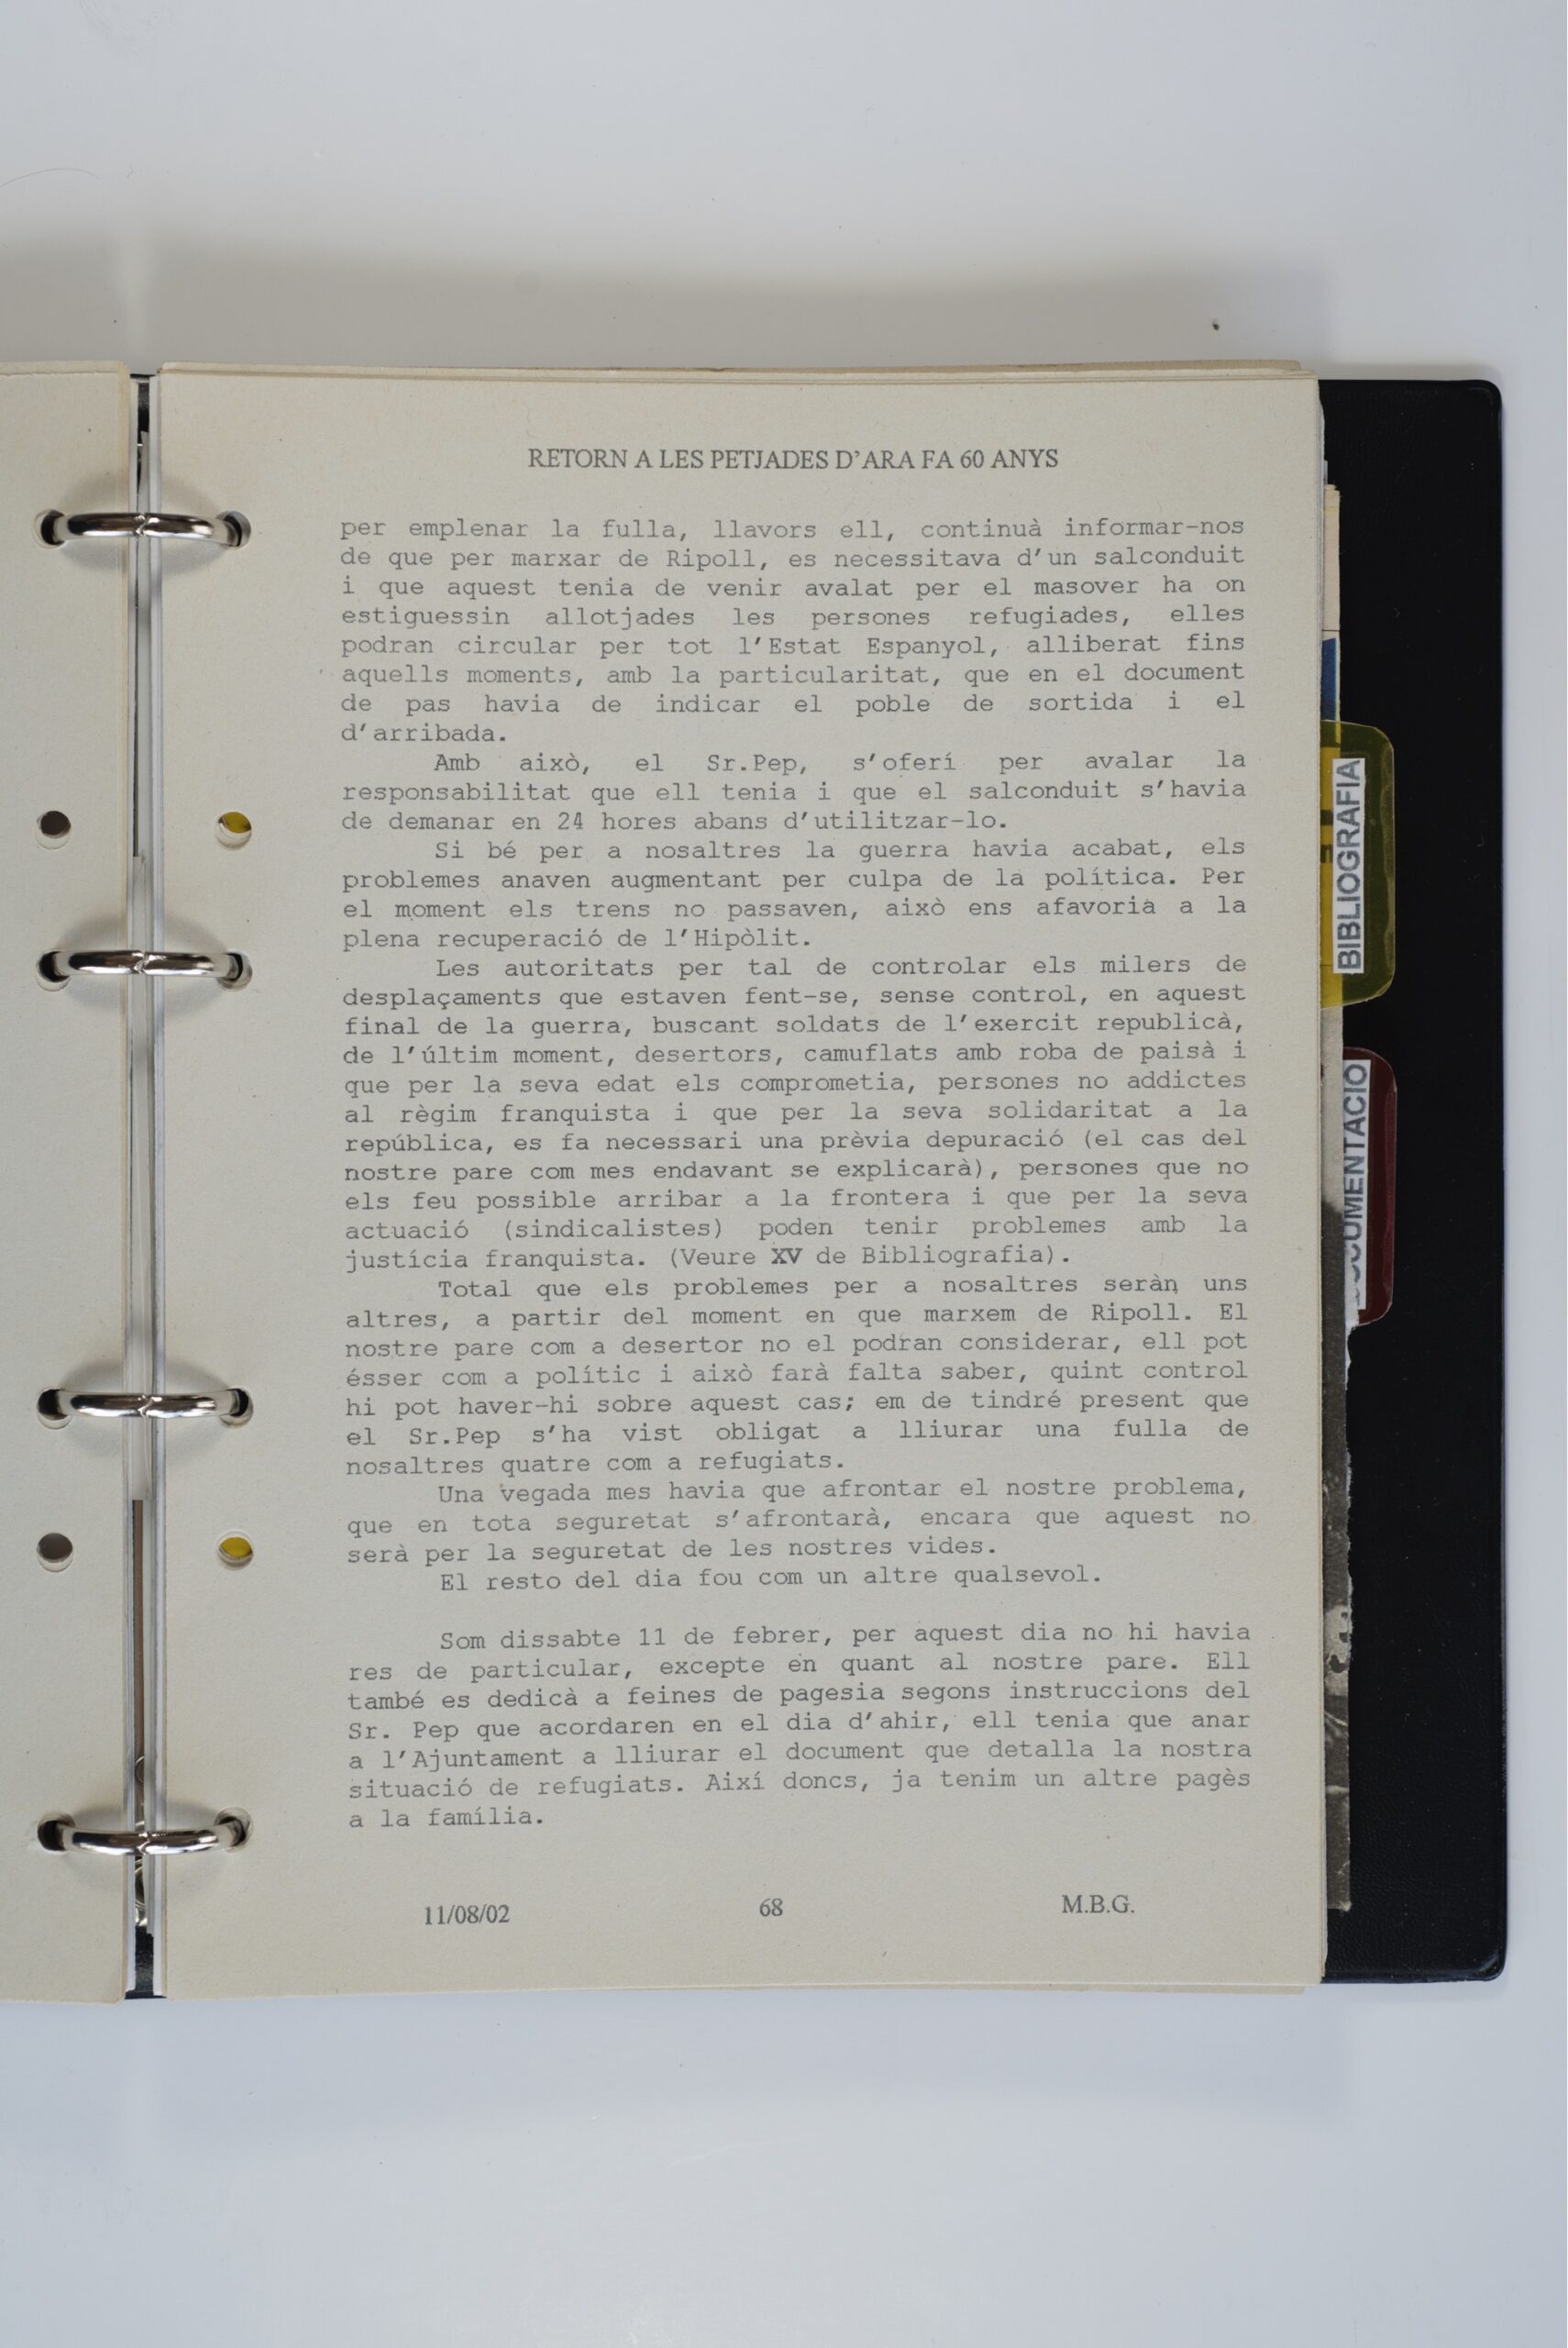 RETORN A LES PETJADES D'ARA FA 60 ANYS
per emplenar la fulla, llavors ell, continuà informar-nos
de que per marxar de Ripoll, es necessitava d'un salconduit
i que aquest tenia de venir avalat per el masover ha on
estiguessin allotjades les persones refugiades, elles
podran circular per tot l'Estat Espanyol, alliberat fins
aquells moments, amb la particularitat, que en el document
de pas havia de indicar el poble de sortida i el
d'arribada.
Amb això, el Sr.Pep, s'oferí per avalar la
responsabilitat que ell tenia i que el salconduit s'havia
de demanar en 24 hores abans d'utilitzar-lo.
Si bé per a nosaltres la guerra havia acabat, els
problemes anaven augmentant per culpa de la política. Per
el moment els trens no passaven, això ens afavoria a la
plena recuperació de l'Hipòlit.
Les autoritats per tal de controlar els milers de
desplaçaments que estaven fent-se, sense control, en aquest
final de la guerra, buscant soldats de l'exercit republicà,
de l'últim moment, desertors, camuflats amb roba de paisà i
que per la seva edat els comprometia, persones no addictes
al règim franquista i que per la seva solidaritat a la
república, es fa necessari una prèvia depuració (el cas del
nostre pare com mes endavant se explicarà), persones que no
els feu possible arribar a la frontera i que per la seva
actuació (sindicalistes) poden tenir problemes amb la
justícia franquista. (Veure XV de Bibliografia).
Total que els problemes per a nosaltres seràn uns
altres, a partir del moment en que marxem de Ripoll. El
nostre pare com a desertor no el podran considerar, ell pot
ésser com a polític i això farà falta saber, quint control
hi pot haver-hi sobre aquest cas; em de tindré present que
el Sr.Pep s'ha vist obligat a lliurar una fulla de
nosaltres quatre com a refugiats.
Una vegada mes havia que afrontar el nostre problema,
que en tota seguretat s'afrontarà, encara que aquest no
serà per la seguretat de les nostres vides.
El resto del dia fou com un altre qualsevol.
Som dissabte 11 de febrer, per aquest dia no hi havia
res de particular, excepte en quant al nostre pare. Ell
també es dedicà a feines de pagesia segons instruccions del
Sr. Pep que acordaren en el dia d'ahir, ell tenia que anar
a l'Ajuntament a lliurar el document que detalla la nostra
situació de refugiats. Així doncs, ja tenim un altre pagès
a la família.
11/08/02 68 M.B.G.
BIBLIOGRAFIA
DOCUMENTACIO